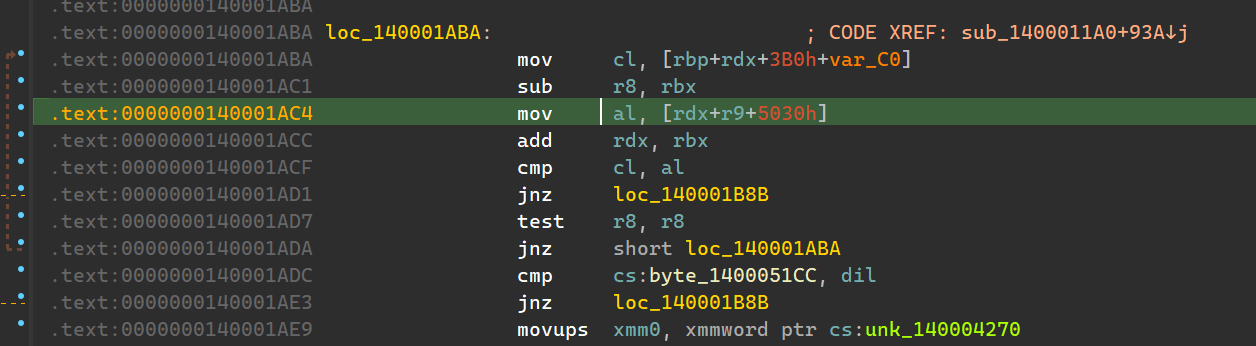 .text:0000000140001ABA
.text:0000000140001ABA loc_140001ABA: ; CODE XREF: sub_1400011A0+93A↓j
.text:0000000140001ABA mov cl, [rbp+rdx+3B0h+var_C0]
.text:0000000140001AC1 sub r8, rbx
.text:0000000140001AC4 mov al, [rdx+r9+5030h]
.text:0000000140001ACC add rdx, rbx
.text:0000000140001ACF cmp cl, al
.text:0000000140001AD1 jnz loc_140001B8B
.text:0000000140001AD7 test r8, r8
.text:0000000140001ADA jnz short loc_140001ABA
.text:0000000140001ADC cmp cs:byte_1400051CC, dil
.text:0000000140001AE3 jnz loc_140001B8B
.text:0000000140001AE9 movups xmm0, xmmword ptr cs:unk_140004270